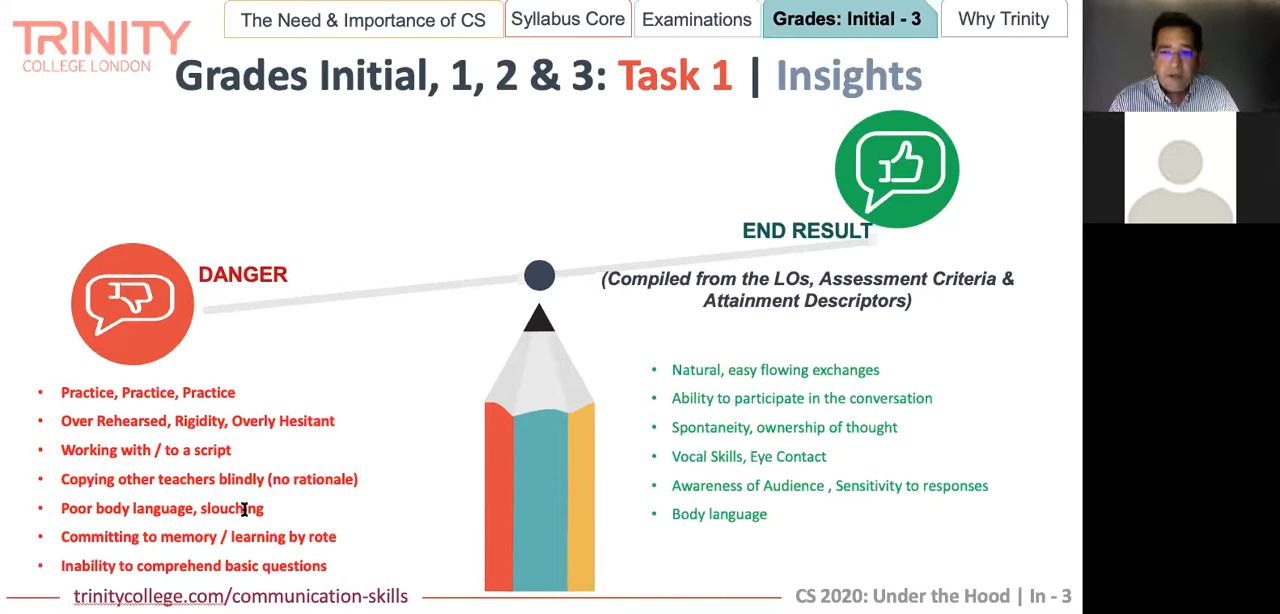 The Need & Importance of CS
Syllabus Core
Examinations
Grades: Initial - 3
Why Trinity
TRINITY
COLLEGE LONDON
Grades Initial, 1, 2 & 3: Task 1 | Insights
END RESULT
DANGER
(Compiled from the LOs, Assessment Criteria &
Attainment Descriptors)
• Practice, Practice, Practice
• Over Rehearsed, Rigidity, Overly Hesitant
• Working with / to a script
• Copying other teachers blindly (no rationale)
• Poor body language, slouching
• Committing to memory / learning by rote
• Inability to comprehend basic questions
• Natural, easy flowing exchanges
• Ability to participate in the conversation
• Spontaneity, ownership of thought
• Vocal Skills, Eye Contact
• Awareness of Audience , Sensitivity to responses
• Body language
trinitycollege.com/communication-skills
CS 2020: Under the Hood | In - 3